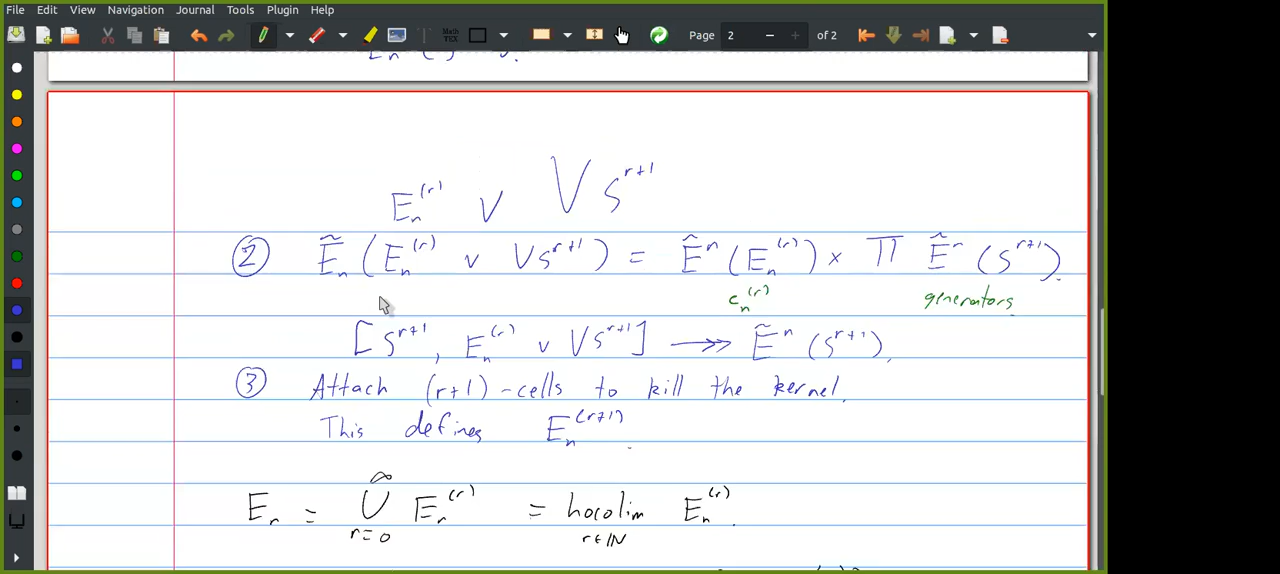 File Edit View Navigation Journal Tools Plugin Help
Math TEX Page 2 of 2
E_n^{(r)} ∨ ⋁ S^{r+1}
② Ẽ_n (E_n^{(r)} ∨ ⋁S^{r+1}) = Ẽ^n (E_n^{(r)}) × ∏ Ẽ^n (S^{r+1}).
c_n^{(r)} generators.
[S^{r+1}, E_n^{(r)} ∨ ⋁S^{r+1}] ↠ Ẽ^n (S^{r+1}).
③ Attach (r+1)-cells to kill the kernel.
This defines E_n^{(r+1)}.
E_n = ⋃_{r=0}^{∞} E_n^{(r)} = hocolim_{r∈ℕ} E_n^{(r)}.